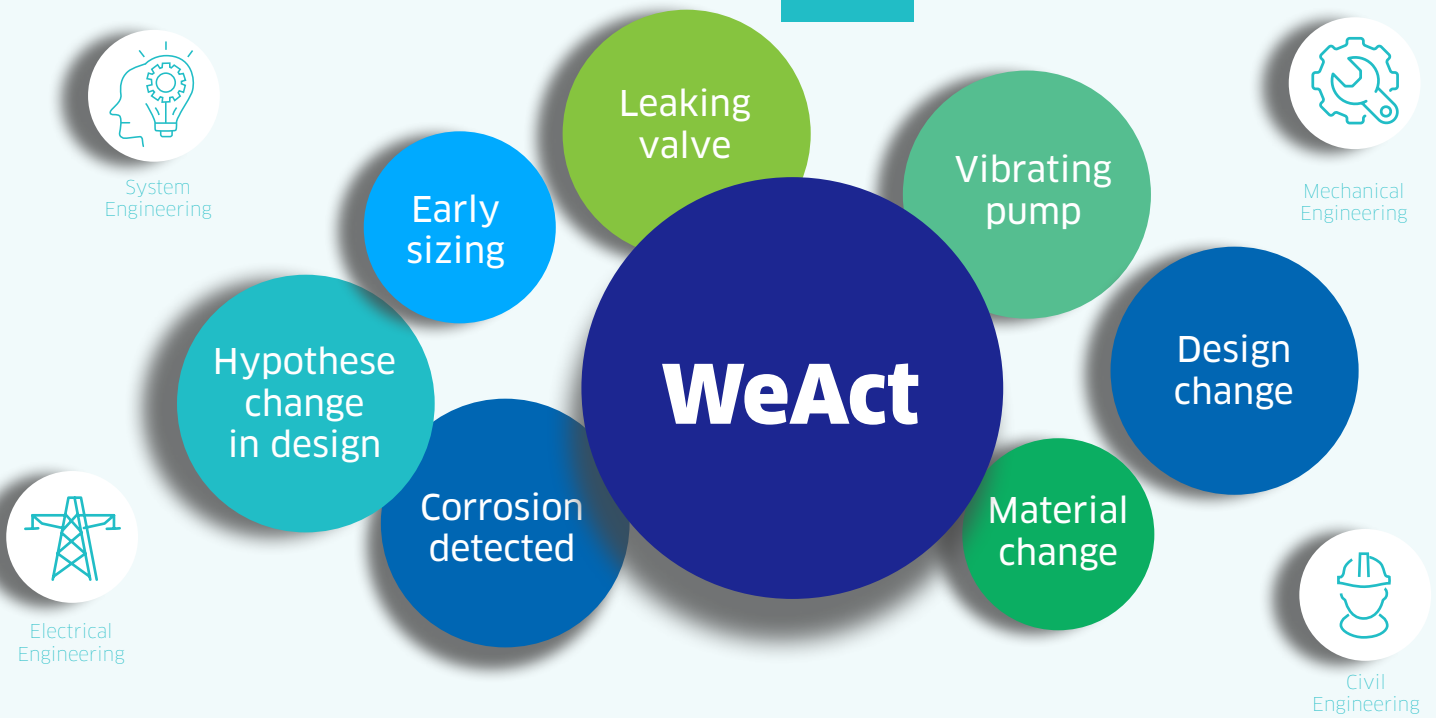 System
Engineering
Leaking
valve
Mechanical
Engineering
Early
sizing
Vibrating
pump
Hypothese
change
in design
WeAct
Design
change
Corrosion
detected
Material
change
Electrical
Engineering
Civil
Engineering